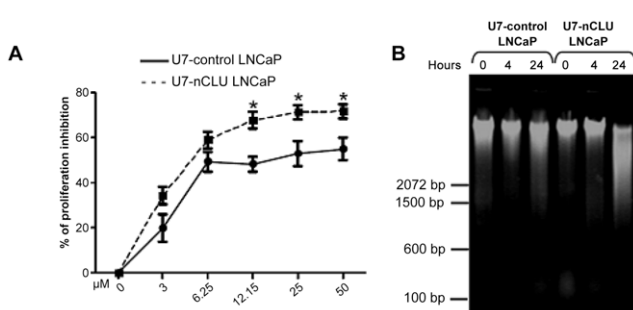 A
U7-control LNCaP
U7-nCLU LNCaP
% of proliferation inhibition
80
60
40
20
0
* * *
µM 0 3 6.25 12.15 25 50
B
U7-control LNCaP U7-nCLU LNCaP
Hours 0 4 24 0 4 24
2072 bp
1500 bp
600 bp
100 bp